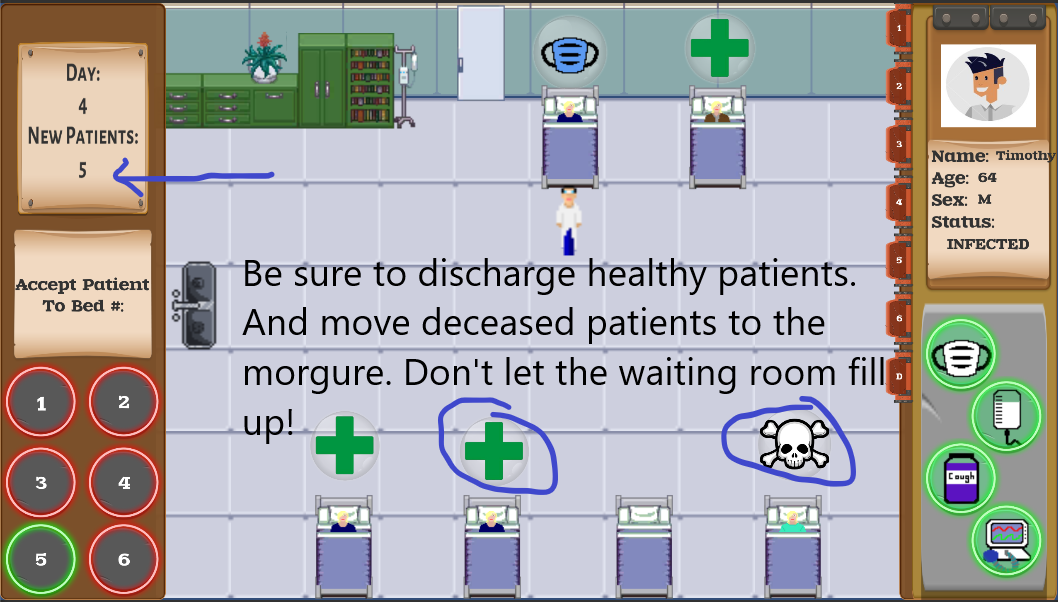 DAY:
4
NEW PATIENTS:
5
Accept Patient
To Bed #:
1
2
3
4
5
6
Be sure to discharge healthy patients.
And move deceased patients to the
morgure. Don't let the waiting room fill
up!
1
2
3
4
5
6
D
Name: Timothy
Age: 64
Sex: M
Status:
INFECTED
Cough